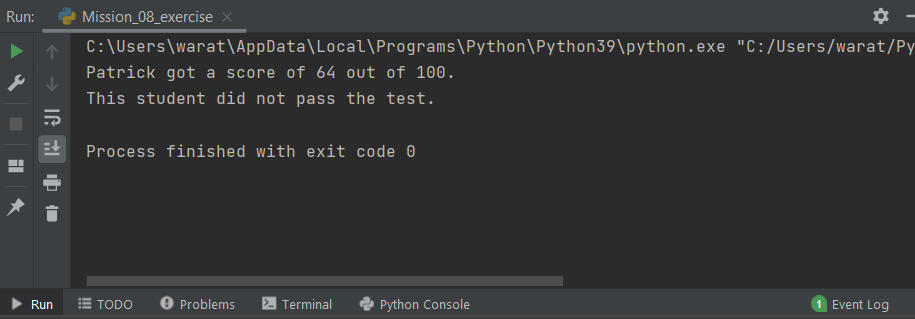 Run: Mission_08_exercise
C:\Users\warat\AppData\Local\Programs\Python\Python39\python.exe "C:/Users/warat/Py
Patrick got a score of 64 out of 100.
This student did not pass the test.
Process finished with exit code 0
Run TODO Problems Terminal Python Console 1 Event Log